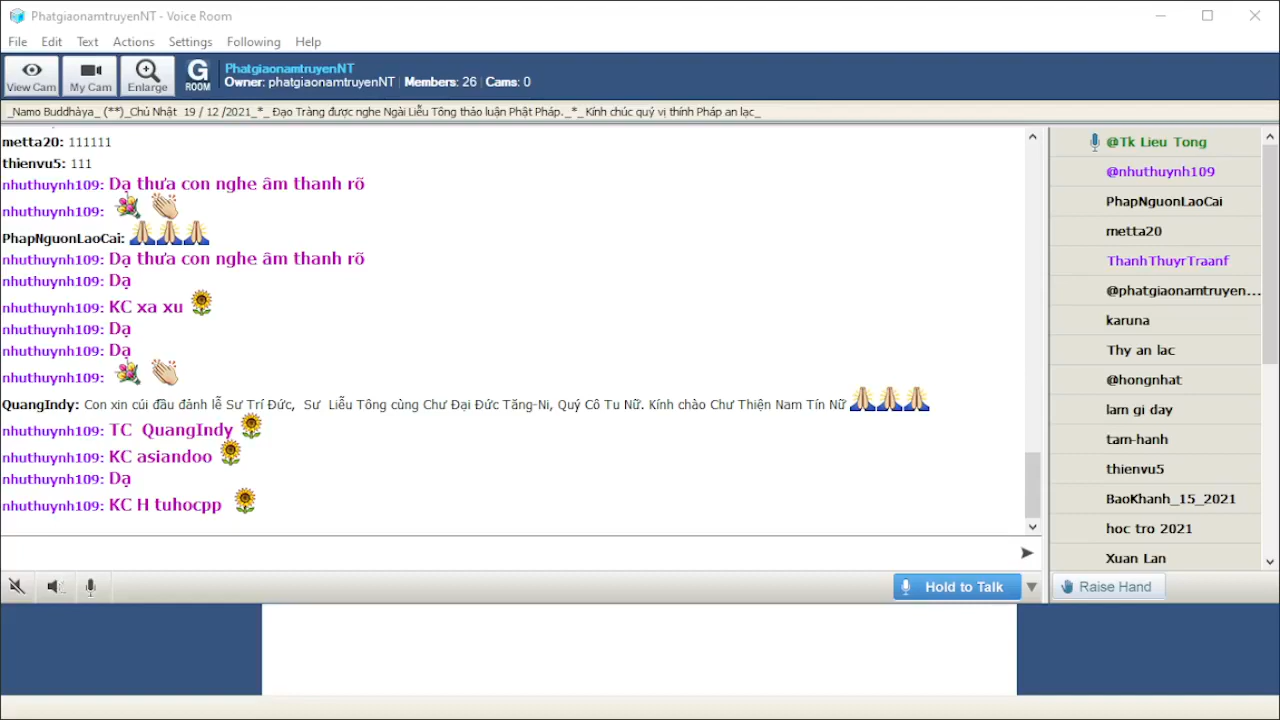 PhatgiaonamtruyenNT - Voice Room
File Edit Text Actions Settings Following Help
View Cam My Cam Enlarge G ROOM
PhatgiaonamtruyenNT
Owner: phatgiaonamtruyenNT | Members: 26 | Cams: 0
_Namo Buddhàya_ (**)_Chủ Nhật 19 / 12 /2021_*_ Đạo Tràng được nghe Ngài Liễu Tông thảo luận Phật Pháp._*_Kính chúc quý vị thính Pháp an lạc_
metta20: 111111
thienvu5: 111
nhuthuynh109: Dạ thưa con nghe âm thanh rõ
nhuthuynh109:
PhapNguonLaoCai:
nhuthuynh109: Dạ thưa con nghe âm thanh rõ
nhuthuynh109: Dạ
nhuthuynh109: KC xa xu
nhuthuynh109: Dạ
nhuthuynh109: Dạ
nhuthuynh109:
QuangIndy: Con xin cúi đầu đảnh lễ Sư Trí Đức, Sư Liễu Tông cùng Chư Đại Đức Tăng-Ni, Quý Cô Tu Nữ. Kính chào Chư Thiện Nam Tín Nữ
nhuthuynh109: TC QuangIndy
nhuthuynh109: KC asiandoo
nhuthuynh109: Dạ
nhuthuynh109: KC H tuhocpp
@Tk Lieu Tong
@nhuthuynh109
PhapNguonLaoCai
metta20
ThanhThuyrTraanf
@phatgiaonamtruyen...
karuna
Thy an lac
@hongnhat
lam gi day
tam-hanh
thienvu5
BaoKhanh_15_2021
hoc tro 2021
Xuan Lan
Hold to Talk
Raise Hand